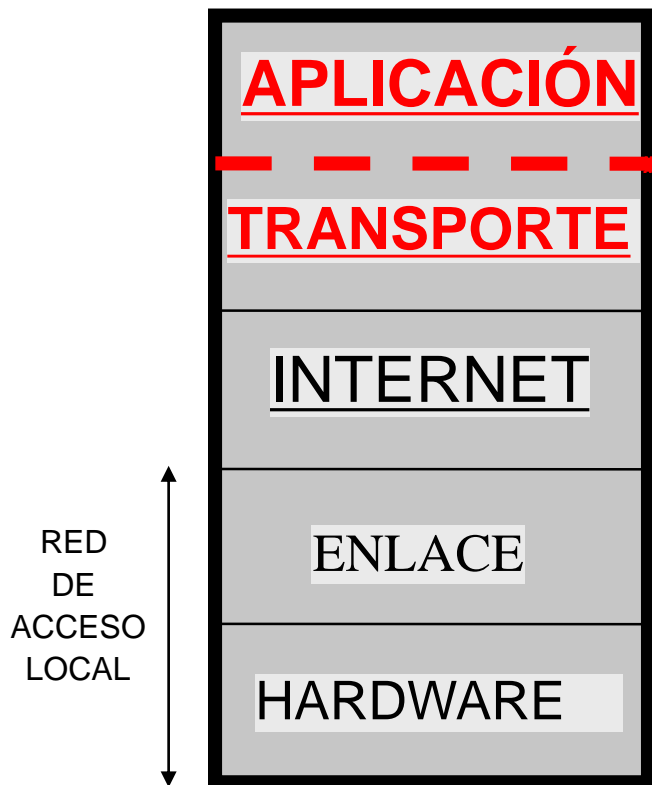 APLICACIÓN
TRANSPORTE
INTERNET
ENLACE
HARDWARE
RED
DE
ACCESO
LOCAL